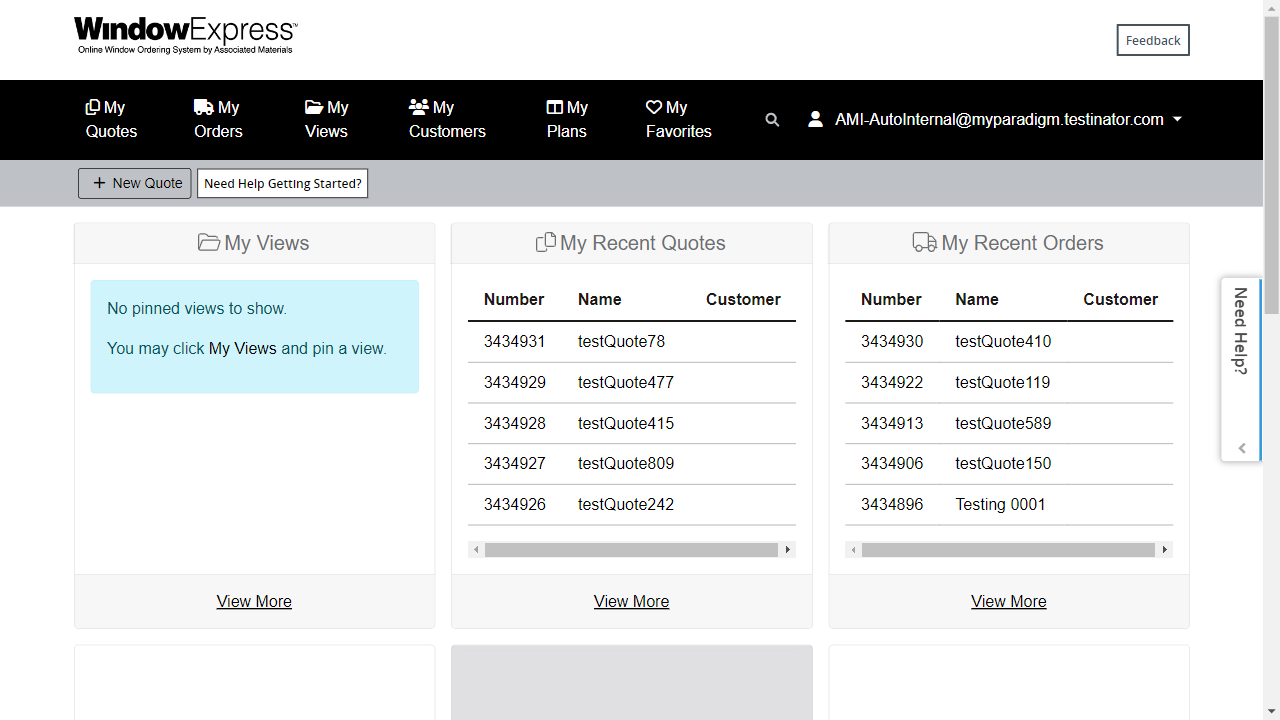 WindowExpress™
Online Window Ordering System by Associated Materials
Feedback
My Quotes
My Orders
My Views
My Customers
My Plans
My Favorites
AMI-AutoInternal@myparadigm.testinator.com
New Quote
Need Help Getting Started?
My Views
No pinned views to show.
You may click My Views and pin a view.
View More
My Recent Quotes
Number Name Customer
3434931 testQuote78
3434929 testQuote477
3434928 testQuote415
3434927 testQuote809
3434926 testQuote242
View More
My Recent Orders
Number Name Customer
3434930 testQuote410
3434922 testQuote119
3434913 testQuote589
3434906 testQuote150
3434896 Testing 0001
View More
Need Help?